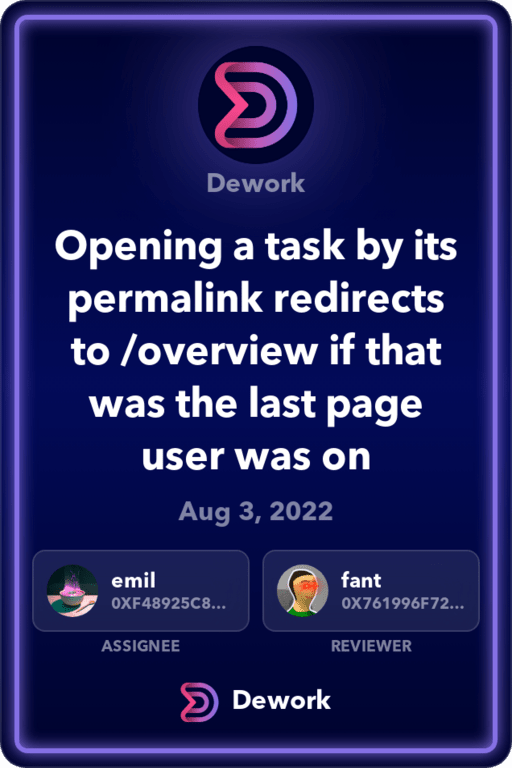 Dework
Opening a task by its
permalink redirects
to /overview if that
was the last page
user was on
Aug 3, 2022
emil
0XF48925C8...
ASSIGNEE
fant
0X761996F72...
REVIEWER
Dework